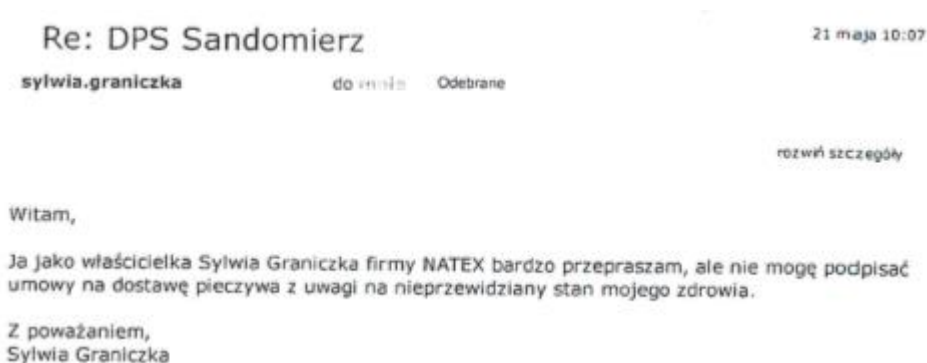 Re: DPS Sandomierz
21 maja 10:07
sylwia.graniczka do mnie Odebrane
rozwiń szczegóły
Witam,
Ja jako właścicielka Sylwia Graniczka firmy NATEX bardzo przepraszam, ale nie mogę podpisać
umowy na dostawę pieczywa z uwagi na nieprzewidziany stan mojego zdrowia.
Z poważaniem,
Sylwia Graniczka